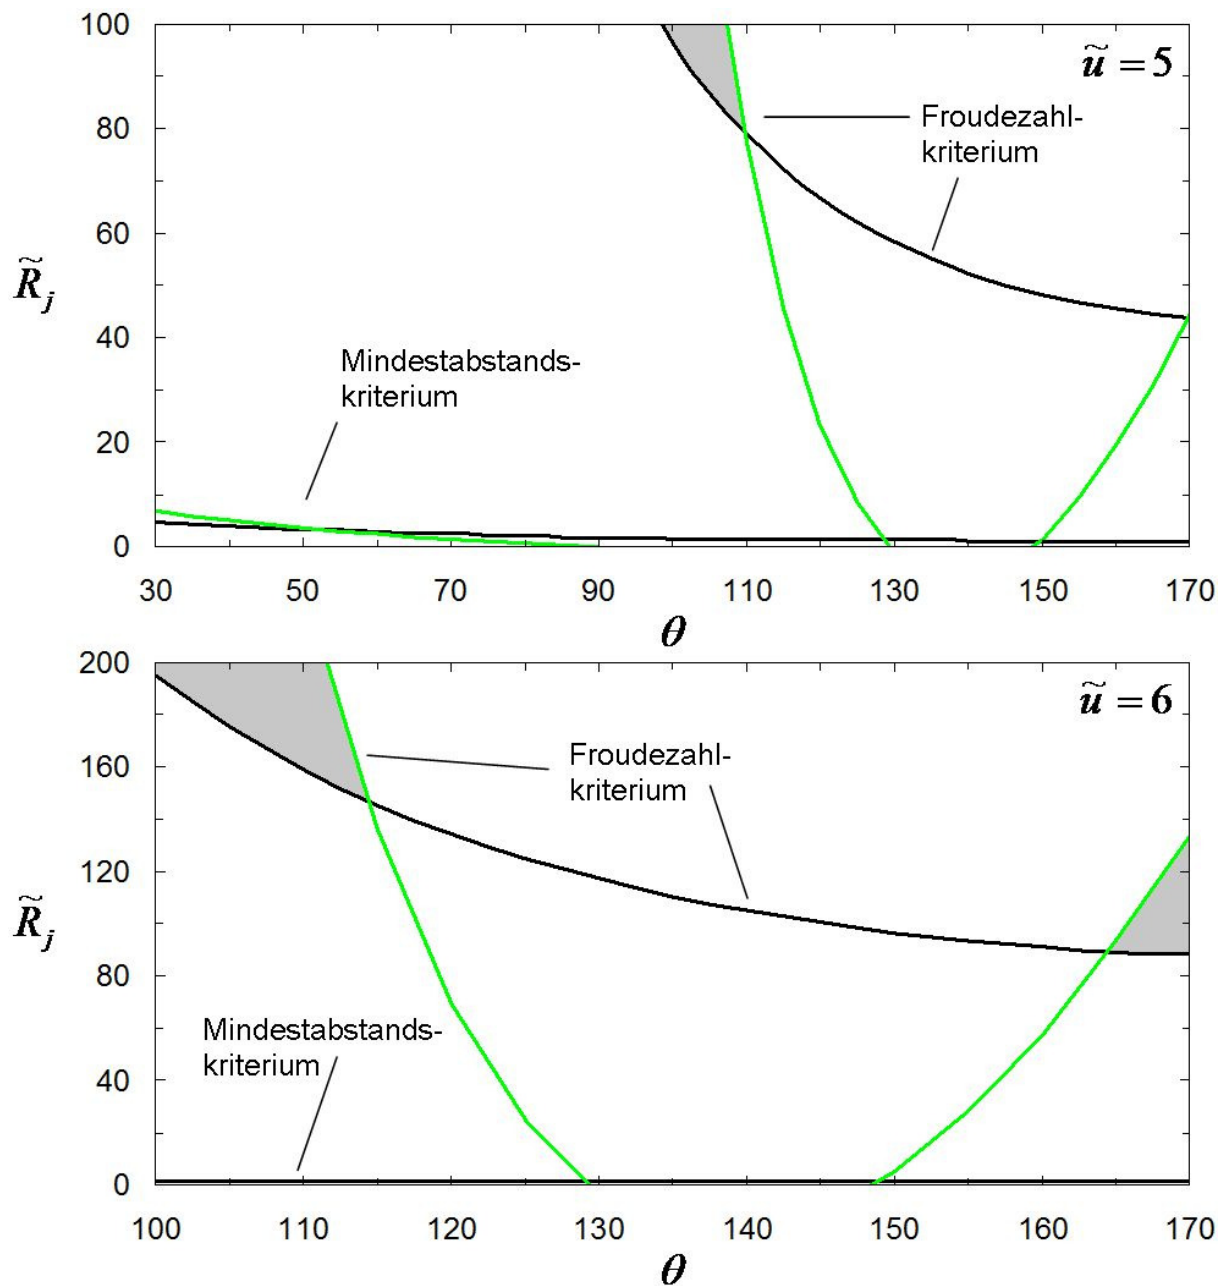 100
80
60
40
20
0
R̃ⱼ
ũ = 5
Froudezahl-
kriterium
Mindestabstands-
kriterium
30 50 70 90 110 130 150 170
θ
200
160
120
80
40
0
R̃ⱼ
ũ = 6
Froudezahl-
kriterium
Mindestabstands-
kriterium
100 110 120 130 140 150 160 170
θ